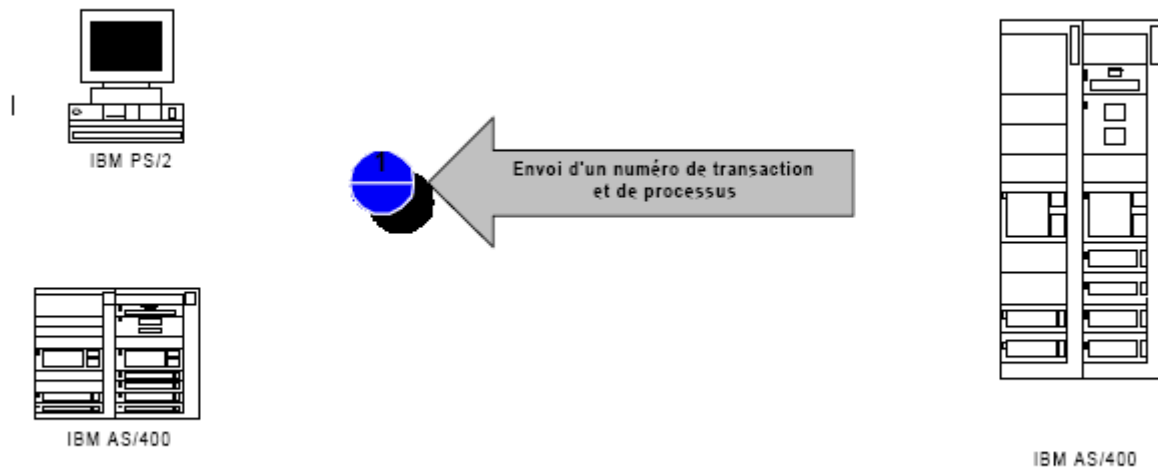 IBM PS/2
1
Envoi d'un numéro de transaction
et de processus
IBM AS/400
IBM AS/400